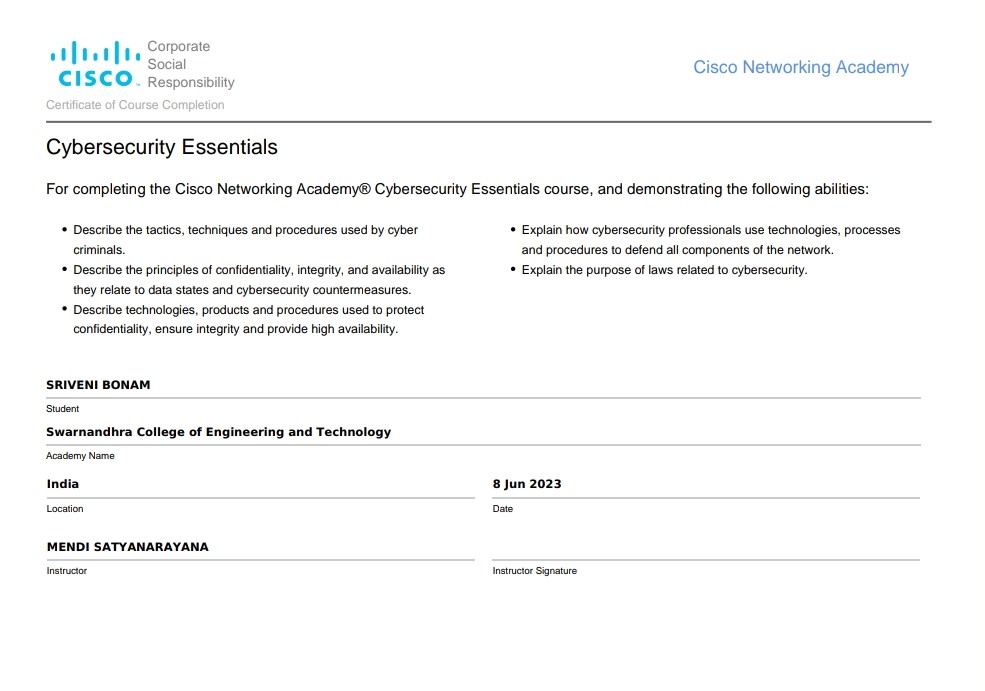 Corporate
Social
Responsibility
CISCO
Cisco Networking Academy
Certificate of Course Completion
Cybersecurity Essentials
For completing the Cisco Networking Academy® Cybersecurity Essentials course, and demonstrating the following abilities:
• Describe the tactics, techniques and procedures used by cyber
criminals.
• Describe the principles of confidentiality, integrity, and availability as
they relate to data states and cybersecurity countermeasures.
• Describe technologies, products and procedures used to protect
confidentiality, ensure integrity and provide high availability.
• Explain how cybersecurity professionals use technologies, processes
and procedures to defend all components of the network.
• Explain the purpose of laws related to cybersecurity.
SRIVENI BONAM
Student
Swarnandhra College of Engineering and Technology
Academy Name
India
Location
8 Jun 2023
Date
MENDI SATYANARAYANA
Instructor
Instructor Signature